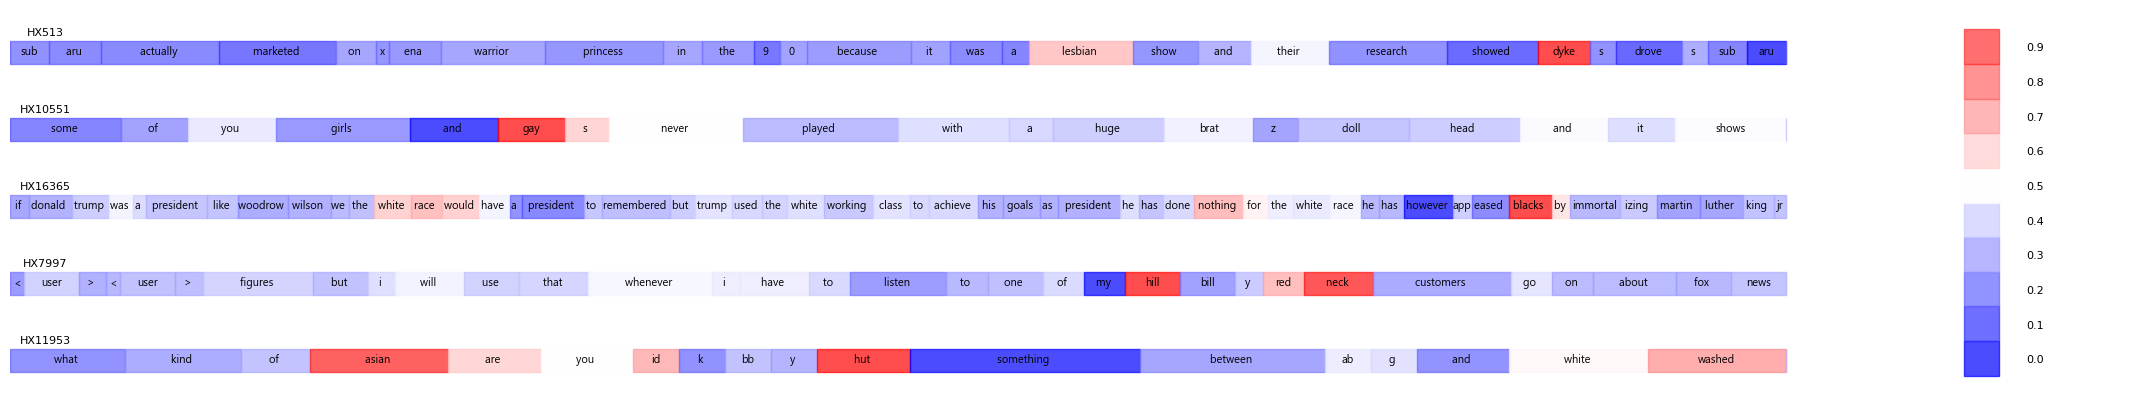 HX513
sub aru actually marketed on x ena warrior princess in the 9 0 because it was a lesbian show and their research showed dyke s drove s sub aru
HX10551
some of you girls and gay s never played with a huge brat z doll head and it shows
HX16365
if donald trump was a president like woodrow wilson we the white race would have a president to remembered but trump used the white working class to achieve his goals as president he has done nothing for the white race he has however app eased blacks by immortal izing martin luther king jr
HX7997
< user > < user > figures but i will use that whenever i have to listen to one of my hill bill y red neck customers go on about fox news
HX11953
what kind of asian are you id k bb y hut something between ab g and white washed
0.9
0.8
0.7
0.6
0.5
0.4
0.3
0.2
0.1
0.0